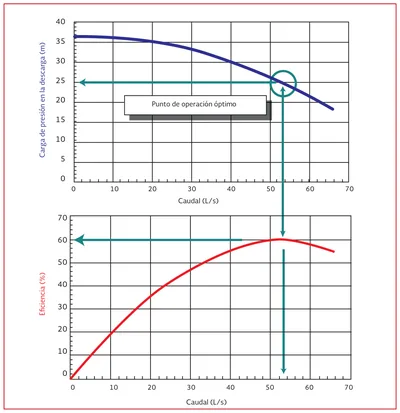 Carga de presión en la descarga (m)
40
35
30
25
20
15
10
5
0
Punto de operación óptimo
0 10 20 30 40 50 60 70
Caudal (L/s)
Eficiencia (%)
70
60
50
40
30
20
10
0
0 10 20 30 40 50 60 70
Caudal (L/s)